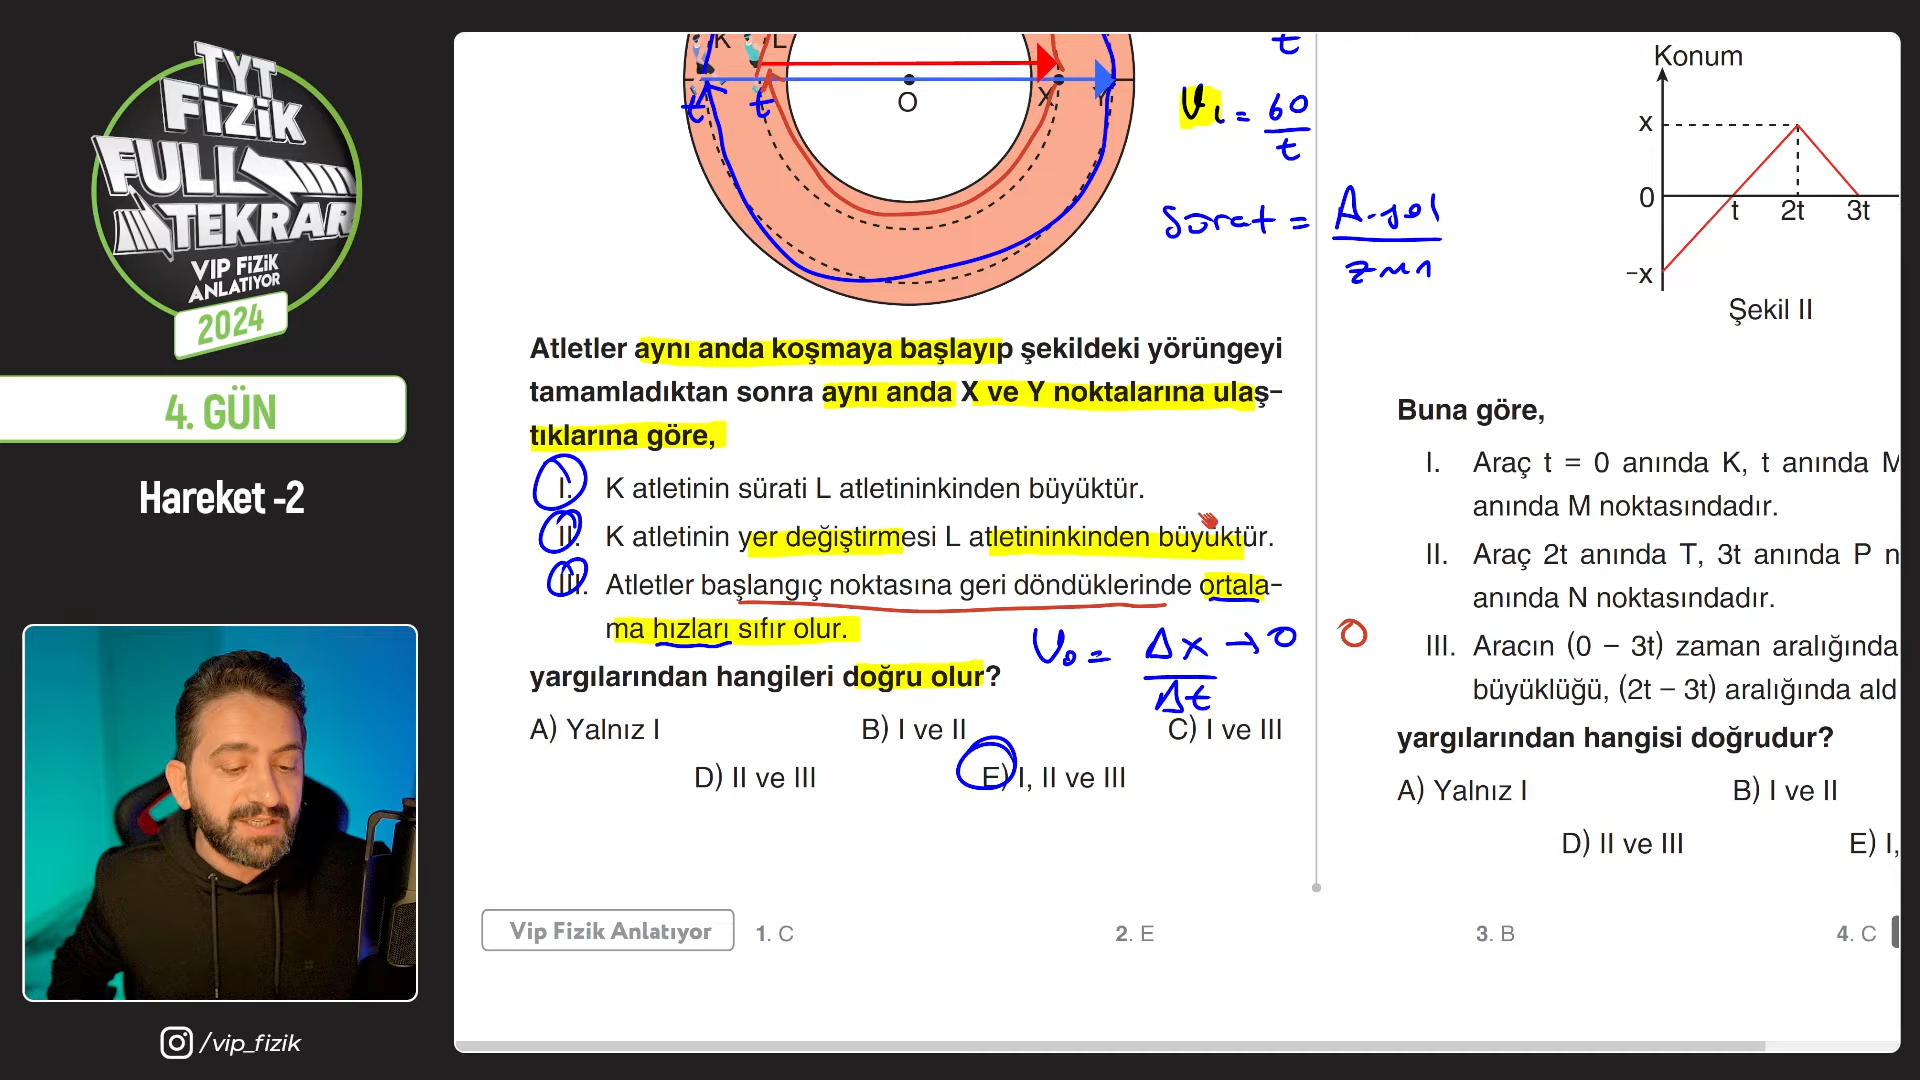 TYT
FİZİK
FULL
TEKRAR
VIP FİZİK
ANLATIYOR
2024
4. GÜN
Hareket -2
/vip_fizik
K L
t t O X Y
t
V L = 60
t
Sürat = A.yol
zmn
Atletler aynı anda koşmaya başlayıp şekildeki yörüngeyi
tamamladıktan sonra aynı anda X ve Y noktalarına ulaş-
tıklarına göre,
I. K atletinin sürati L atletininkinden büyüktür.
II. K atletinin yer değiştirmesi L atletininkinden büyüktür.
III. Atletler başlangıç noktasına geri döndüklerinde ortala-
ma hızları sıfır olur.
Vo = Δx → 0 0
Δt
yargılarından hangileri doğru olur?
A) Yalnız I B) I ve II C) I ve III
D) II ve III E) I, II ve III
Konum
x
0 t 2t 3t
-x
Şekil II
Buna göre,
I. Araç t = 0 anında K, t anında M
anında M noktasındadır.
II. Araç 2t anında T, 3t anında P n
anında N noktasındadır.
III. Aracın (0 – 3t) zaman aralığında
büyüklüğü, (2t – 3t) aralığında ald
yargılarından hangisi doğrudur?
A) Yalnız I B) I ve II
D) II ve III E) I,
Vip Fizik Anlatıyor 1. C 2. E 3. B 4. C